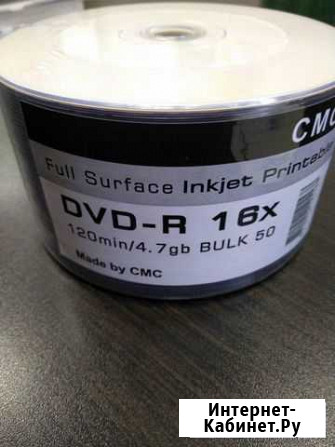 CMC
Full Surface Inkjet Printable
DVD-R 16x
120min/4.7gb BULK 50
Made by CMC
Интернет-
Кабинет.Ру